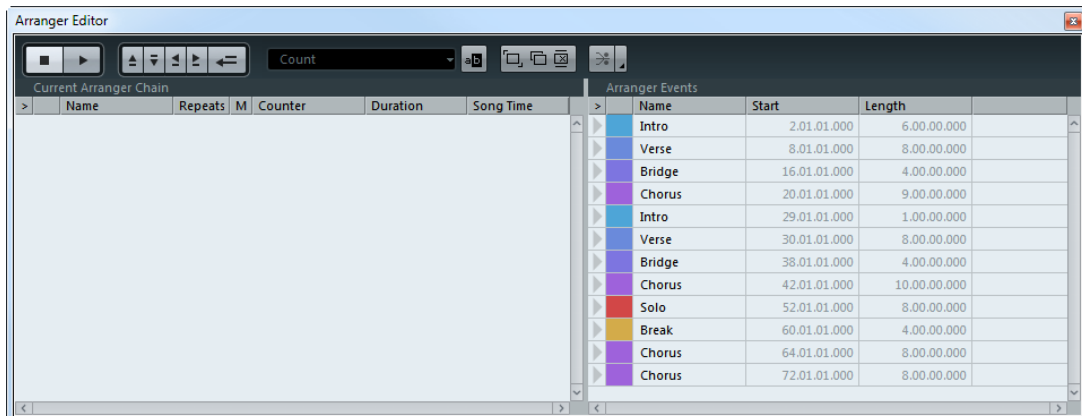 Arranger Editor
Count
ab
Current Arranger Chain
Arranger Events
> Name Repeats M Counter Duration Song Time
> Name Start Length
Intro 2.01.01.000 6.00.00.000
Verse 8.01.01.000 8.00.00.000
Bridge 16.01.01.000 4.00.00.000
Chorus 20.01.01.000 9.00.00.000
Intro 29.01.01.000 1.00.00.000
Verse 30.01.01.000 8.00.00.000
Bridge 38.01.01.000 4.00.00.000
Chorus 42.01.01.000 10.00.00.000
Solo 52.01.01.000 8.00.00.000
Break 60.01.01.000 4.00.00.000
Chorus 64.01.01.000 8.00.00.000
Chorus 72.01.01.000 8.00.00.000